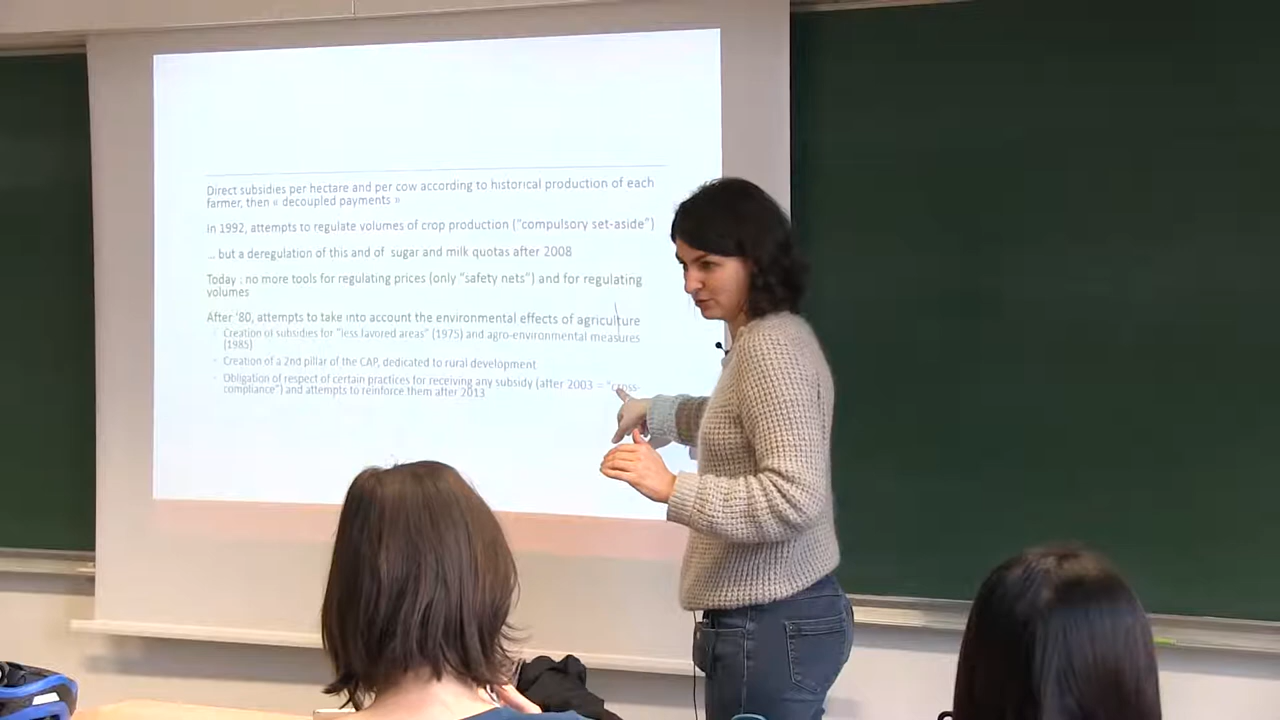 Direct subsidies per hectare and per cow according to historical production of each
farmer, then « decoupled payments »
In 1992, attempts to regulate volumes of crop production ("compulsory set-aside")
... but a deregulation of this and of sugar and milk quotas after 2008
Today : no more tools for regulating prices (only "safety nets") and for regulating
volumes
After '80, attempts to take into account the environmental effects of agriculture
Creation of subsidies for "less favored areas" (1975) and agro-environmental measures
(1985)
Creation of a 2nd pillar of the CAP, dedicated to rural development
Obligation of respect of certain practices for receiving any subsidy (after 2003 = "cross-
compliance") and attempts to reinforce them after 2013